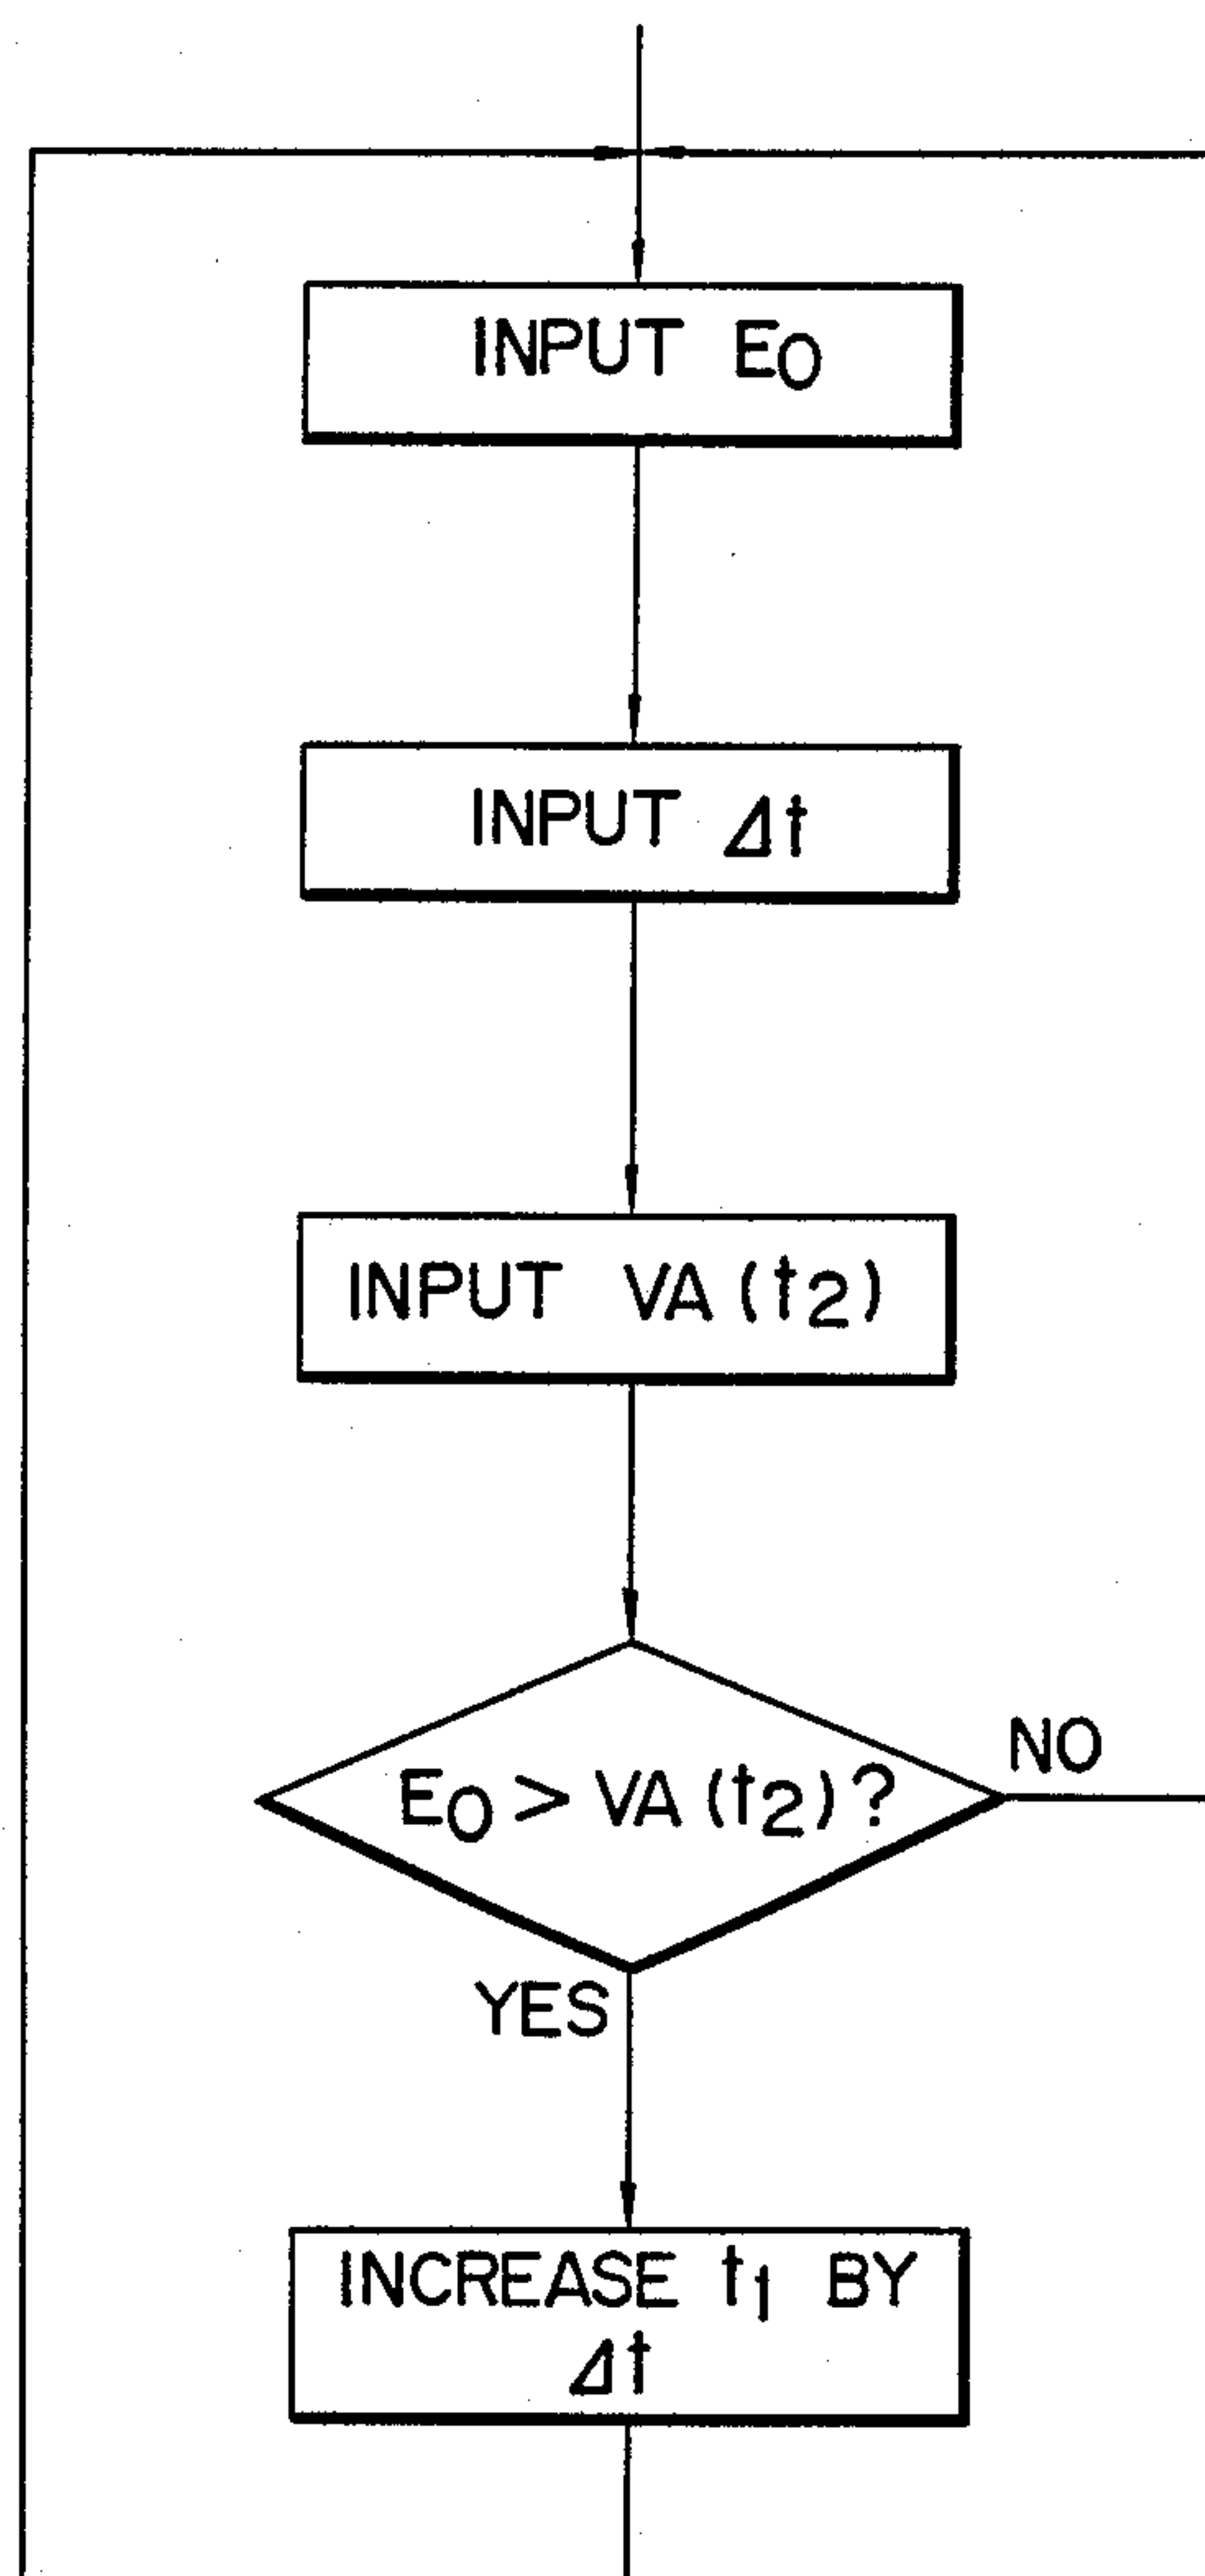 INPUT E₀
INPUT Δt
INPUT VA (t₂)
E₀ > VA (t₂) ?
NO
YES
INCREASE t₁ BY
Δt